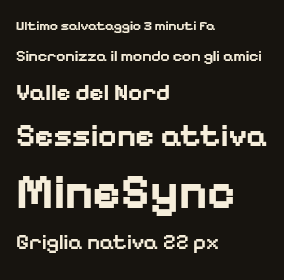 Ultimo salvataggio 3 minuti Fa
Sincronizza il mondo con gli amici
Valle del Nord
Sessione attiva
MineSync
Griglia nativa 22 px